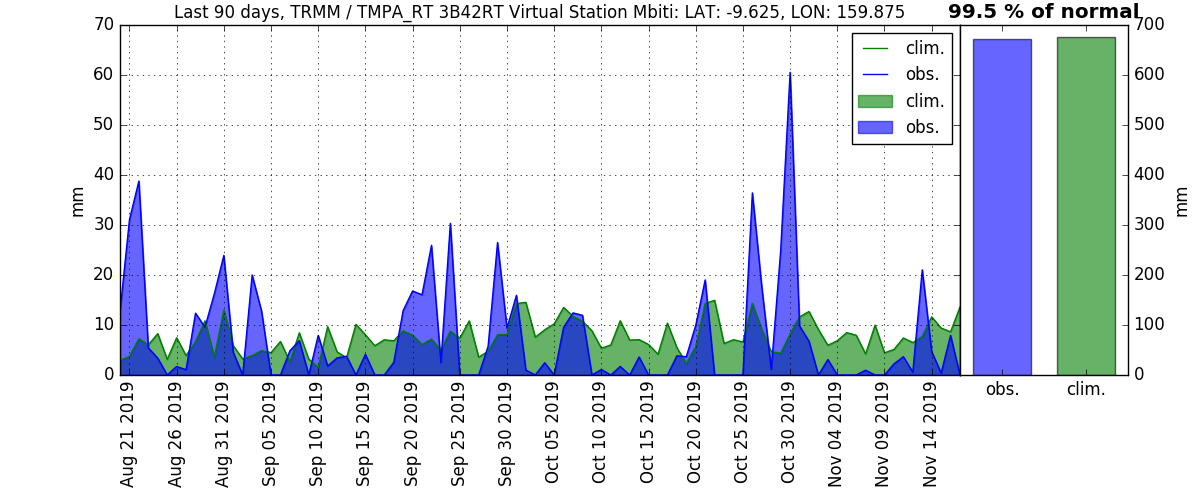 Last 90 days, TRMM / TMPA_RT 3B42RT Virtual Station Mbiti: LAT: -9.625, LON: 159.875
99.5 % of normal
70
60
50
40
30
20
10
0
mm
clim.
obs.
clim.
obs.
Aug 21 2019
Aug 26 2019
Aug 31 2019
Sep 05 2019
Sep 10 2019
Sep 15 2019
Sep 20 2019
Sep 25 2019
Sep 30 2019
Oct 05 2019
Oct 10 2019
Oct 15 2019
Oct 20 2019
Oct 25 2019
Oct 30 2019
Nov 04 2019
Nov 09 2019
Nov 14 2019
700
600
500
400
300
200
100
0
mm
obs.
clim.